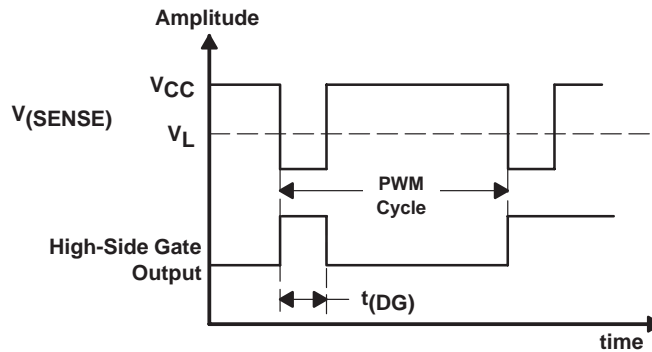 Amplitude
VCC
V(SENSE)
VL
PWM
Cycle
High-Side Gate
Output
t(DG)
time